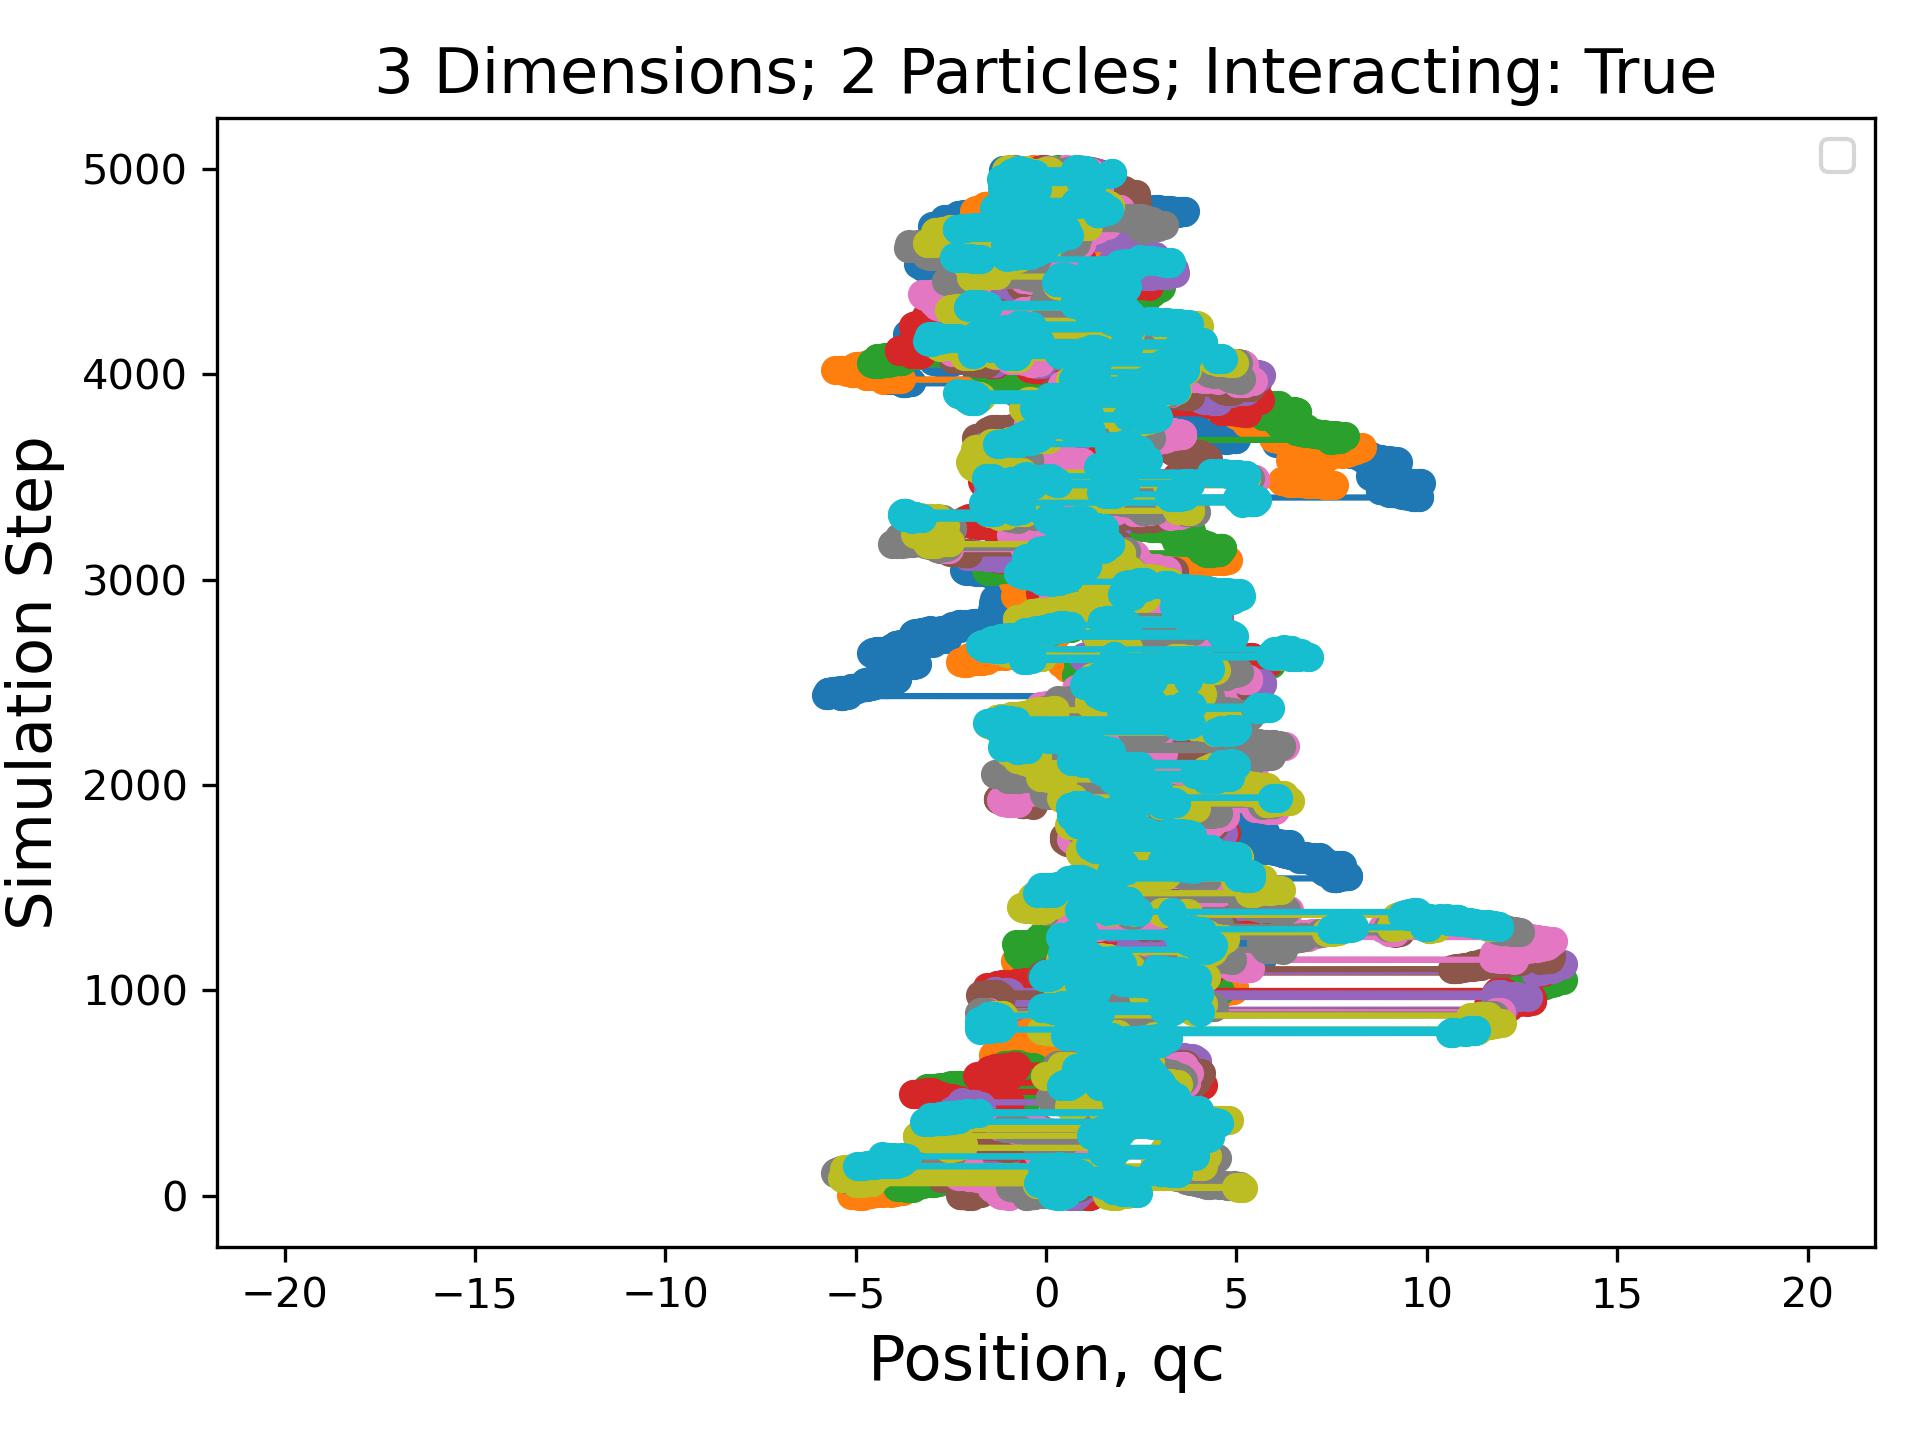 3 Dimensions; 2 Particles; Interacting: True
Simulation Step
5000
4000
3000
2000
1000
0
−20 −15 −10 −5 0 5 10 15 20
Position, qc